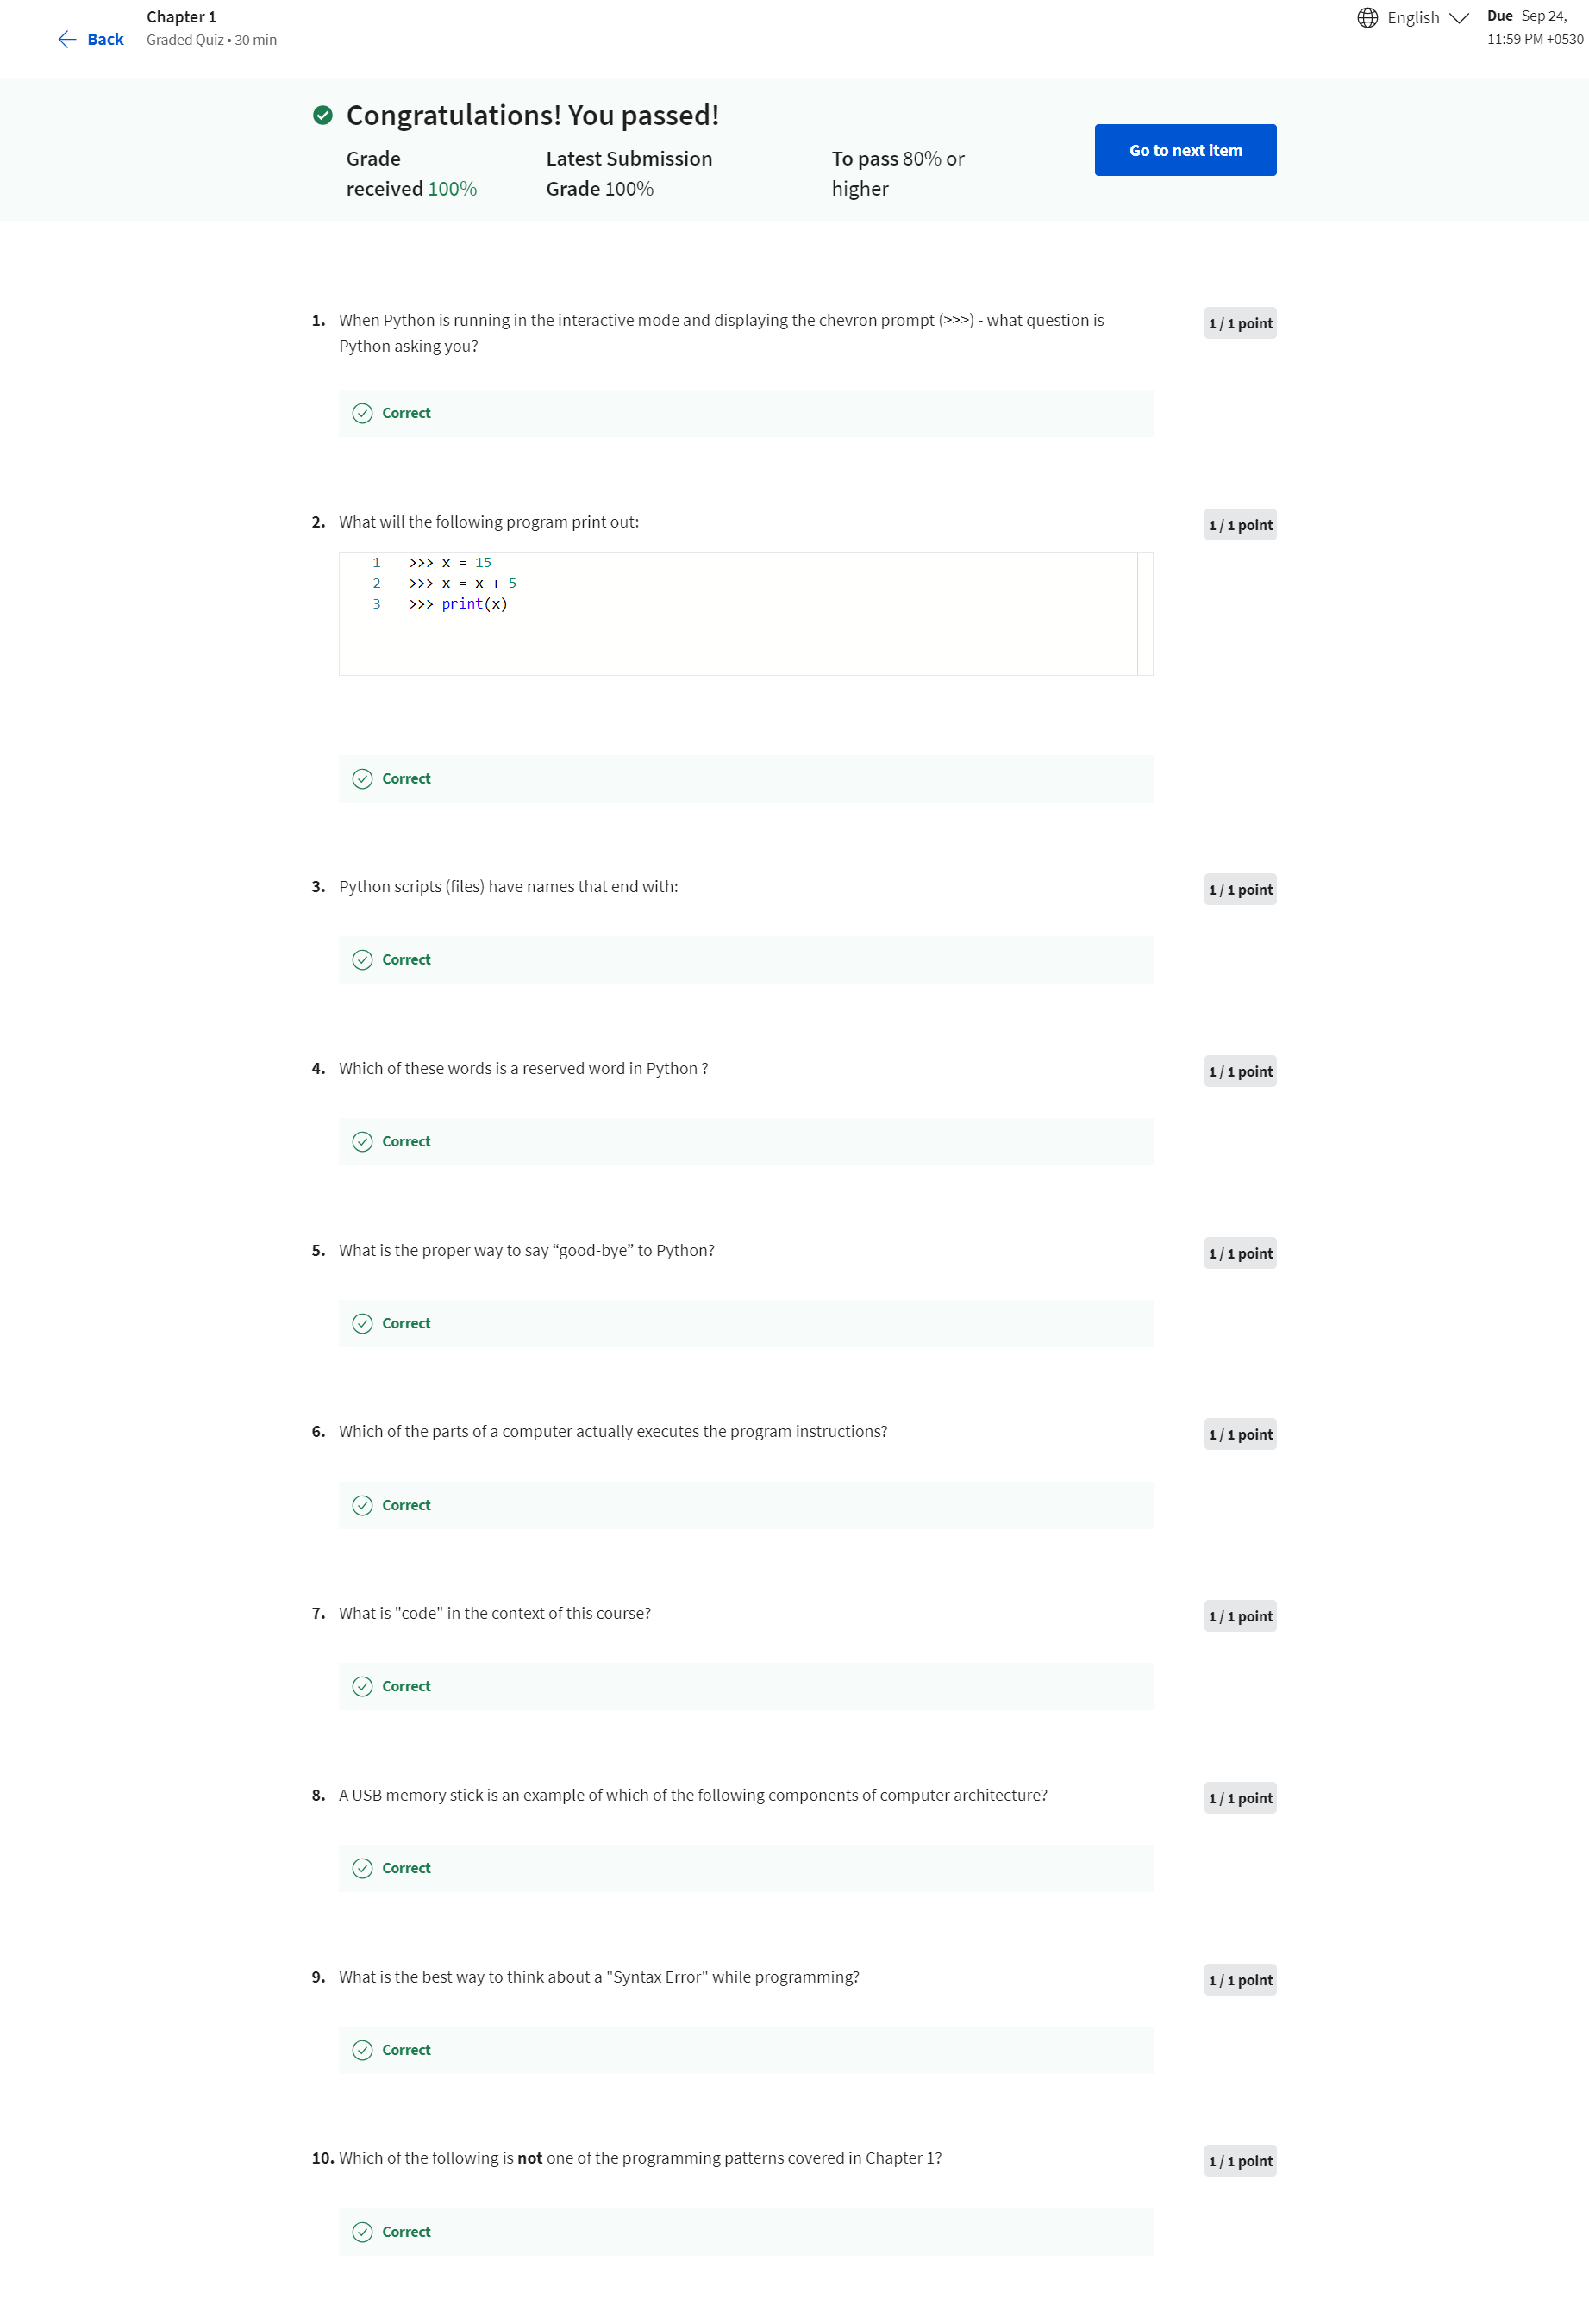 Back
Chapter 1
Graded Quiz • 30 min
English
Due Sep 24,
11:59 PM +0530
Congratulations! You passed!
Grade
received 100%
Latest Submission
Grade 100%
To pass 80% or
higher
Go to next item
1. When Python is running in the interactive mode and displaying the chevron prompt (>>>) - what question is
Python asking you?
1 / 1 point
Correct
2. What will the following program print out:
1 / 1 point
1 >>> x = 15
2 >>> x = x + 5
3 >>> print(x)
Correct
3. Python scripts (files) have names that end with:
1 / 1 point
Correct
4. Which of these words is a reserved word in Python ?
1 / 1 point
Correct
5. What is the proper way to say “good-bye” to Python?
1 / 1 point
Correct
6. Which of the parts of a computer actually executes the program instructions?
1 / 1 point
Correct
7. What is "code" in the context of this course?
1 / 1 point
Correct
8. A USB memory stick is an example of which of the following components of computer architecture?
1 / 1 point
Correct
9. What is the best way to think about a "Syntax Error" while programming?
1 / 1 point
Correct
10. Which of the following is not one of the programming patterns covered in Chapter 1?
1 / 1 point
Correct